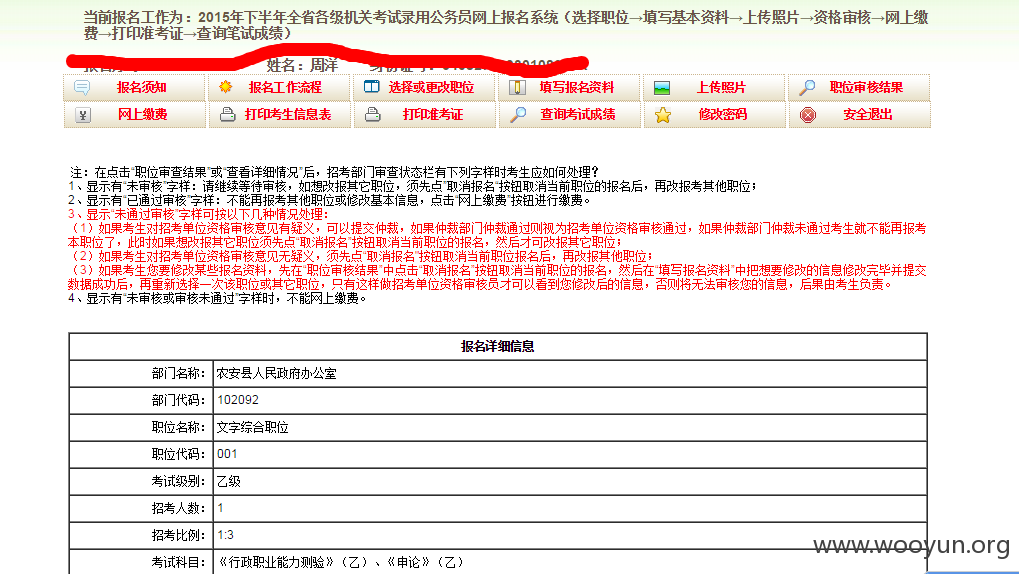 当前报名工作为：2015年下半年全省各级机关考试录用公务员网上报名系统（选择职位→填写基本资料→上传照片→资格审核→网上缴
费→打印准考证→查询笔试成绩）
姓名：周洋
报名须知 报名工作流程 选择或更改职位 填写报名资料 上传照片 职位审核结果
网上缴费 打印考生信息表 打印准考证 查询考试成绩 修改密码 安全退出
注：在点击“职位审查结果”或“查看详细情况”后，招考部门审查状态栏有下列字样时考生应如何处理？
1、显示有“未审核”字样：请继续等待审核，如想改报其它职位，须先点“取消报名”按钮取消当前职位的报名后，再改报考其他职位；
2、显示有“已通过审核”字样：不能再报考其他职位或修改基本信息，点击“网上缴费”按钮进行缴费。
3、显示“未通过审核”字样可按以下几种情况处理：
（1）如果考生对招考单位资格审核意见有疑义，可以提交仲裁，如果仲裁部门仲裁通过则视为招考单位资格审核通过，如果仲裁部门仲裁未通过考生就不能再报考
本职位了，此时如果想改报其它职位须先点“取消报名”按钮取消当前职位的报名，然后才可改报其它职位；
（2）如果考生对招考单位资格审核意见无疑义，须先点“取消报名”按钮取消当前职位报名后，再改报其他职位；
（3）如果考生您要修改某些报名资料，先在“职位审核结果”中点击“取消报名”按钮取消当前职位的报名，然后在“填写报名资料”中把想要修改的信息修改完毕并提交
数据成功后，再重新选择一次该职位或其它职位，只有这样做招考单位资格审核员才可以看到您修改后的信息，否则将无法审核您的信息，后果由考生负责。
4、显示有“未审核或审核未通过”字样时，不能网上缴费。
报名详细信息
部门名称： 农安县人民政府办公室
部门代码： 102092
职位名称： 文字综合职位
职位代码： 001
考试级别： 乙级
招考人数： 1
招考比例： 1:3
考试科目： 《行政职业能力测验》（乙）、《申论》（乙）
www.wooyun.org